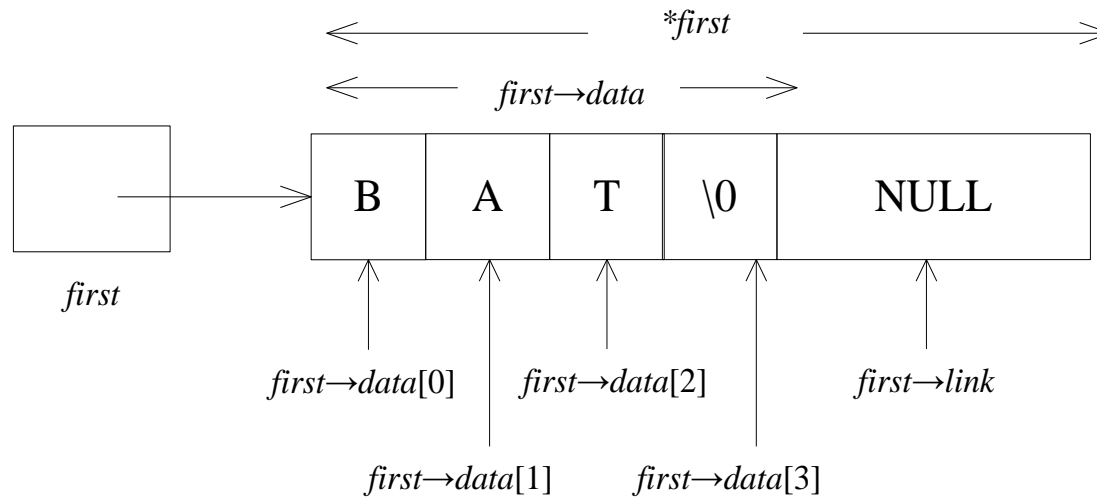 *first
first→data
B A T \0 NULL
first
first→data[0] first→data[2] first→link
first→data[1] first→data[3]